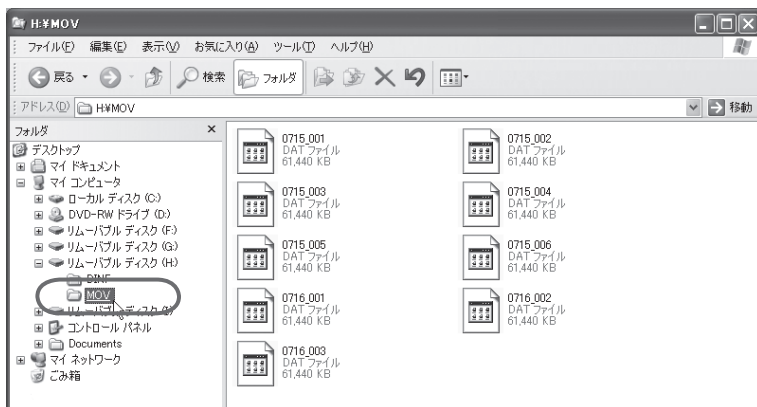 H:¥MOV
ファイル(F) 編集(E) 表示(V) お気に入り(A) ツール(T) ヘルプ(H)
戻る 検索 フォルダ
アドレス(D) H:¥MOV 移動
フォルダ ×
デスクトップ
マイ ドキュメント
マイ コンピュータ
ローカル ディスク (C:)
DVD-RW ドライブ (D:)
リムーバブル ディスク (F:)
リムーバブル ディスク (G:)
リムーバブル ディスク (H:)
DINF
MOV
リムーバブル ディスク
コントロール パネル
Documents
マイ ネットワーク
ごみ箱
0715_001
DAT ファイル
61,440 KB
0715_002
DAT ファイル
61,440 KB
0715_003
DAT ファイル
61,440 KB
0715_004
DAT ファイル
61,440 KB
0715_005
DAT ファイル
61,440 KB
0715_006
DAT ファイル
61,440 KB
0716_001
DAT ファイル
61,440 KB
0716_002
DAT ファイル
61,440 KB
0716_003
DAT ファイル
61,440 KB